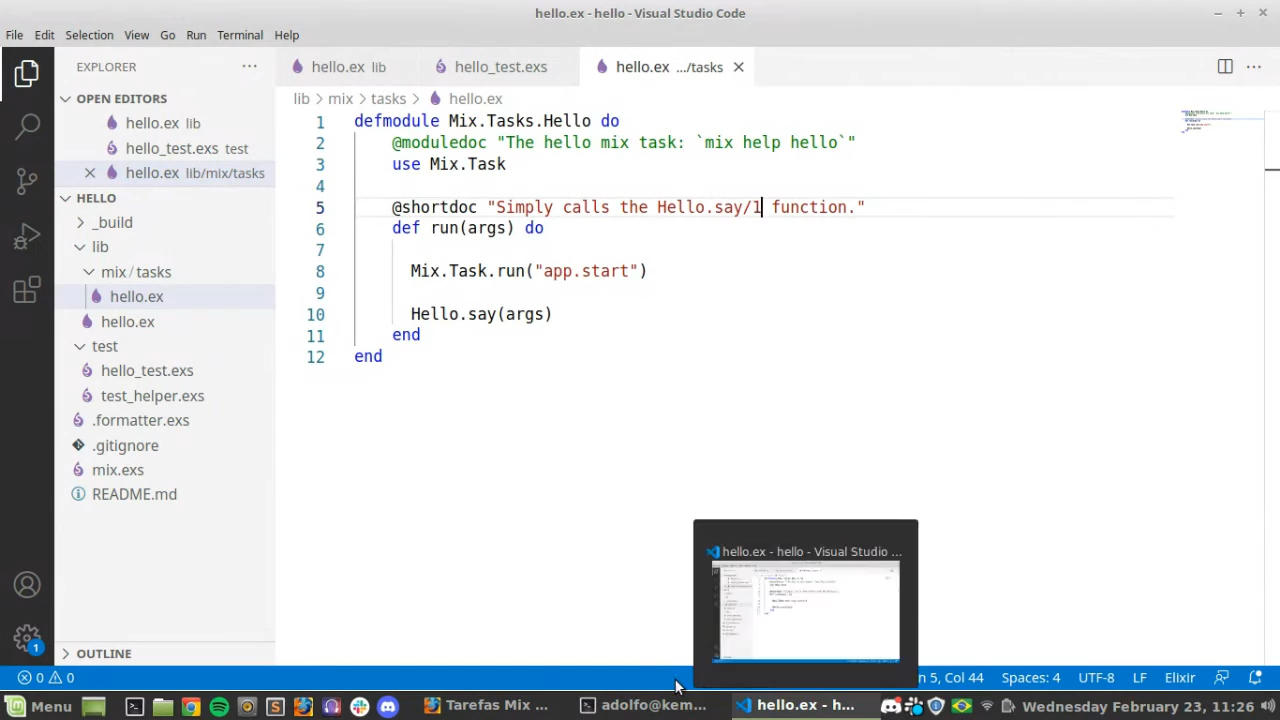 hello.ex - hello - Visual Studio Code
File Edit Selection View Go Run Terminal Help
EXPLORER
hello.ex lib
hello_test.exs
hello.ex .../tasks
OPEN EDITORS
hello.ex lib
hello_test.exs test
hello.ex lib/mix/tasks
HELLO
_build
lib
mix / tasks
hello.ex
hello.ex
test
hello_test.exs
test_helper.exs
.formatter.exs
.gitignore
mix.exs
README.md
OUTLINE
lib > mix > tasks > hello.ex
1 defmodule Mix.Tasks.Hello do
2 @moduledoc "The hello mix task: `mix help hello`"
3 use Mix.Task
4
5 @shortdoc "Simply calls the Hello.say/1 function."
6 def run(args) do
7
8 Mix.Task.run("app.start")
9
10 Hello.say(args)
11 end
12 end
hello.ex - hello - Visual Studio ...
1
0 0
n 5, Col 44 Spaces: 4 UTF-8 LF Elixir
Menu
Tarefas Mix ...
adolfo@kem...
hello.ex - h...
Wednesday February 23, 11:26